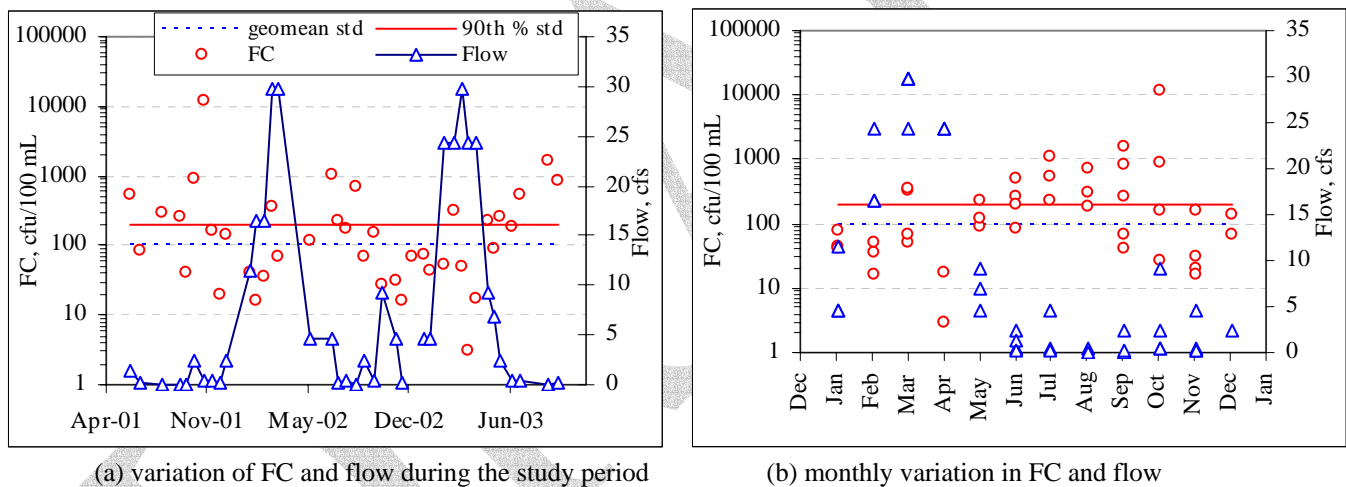 geomean std
90th % std
FC
Flow
100000
10000
1000
100
10
1
FC, cfu/100 mL
35
30
25
20
15
10
5
0
Flow, cfs
Apr-01
Nov-01
May-02
Dec-02
Jun-03
(a) variation of FC and flow during the study period
100000
10000
1000
100
10
1
FC, cfu/100 mL
35
30
25
20
15
10
5
0
Flow, cfs
Dec
Jan
Feb
Mar
Apr
May
Jun
Jul
Aug
Sep
Oct
Nov
Dec
Jan
(b) monthly variation in FC and flow